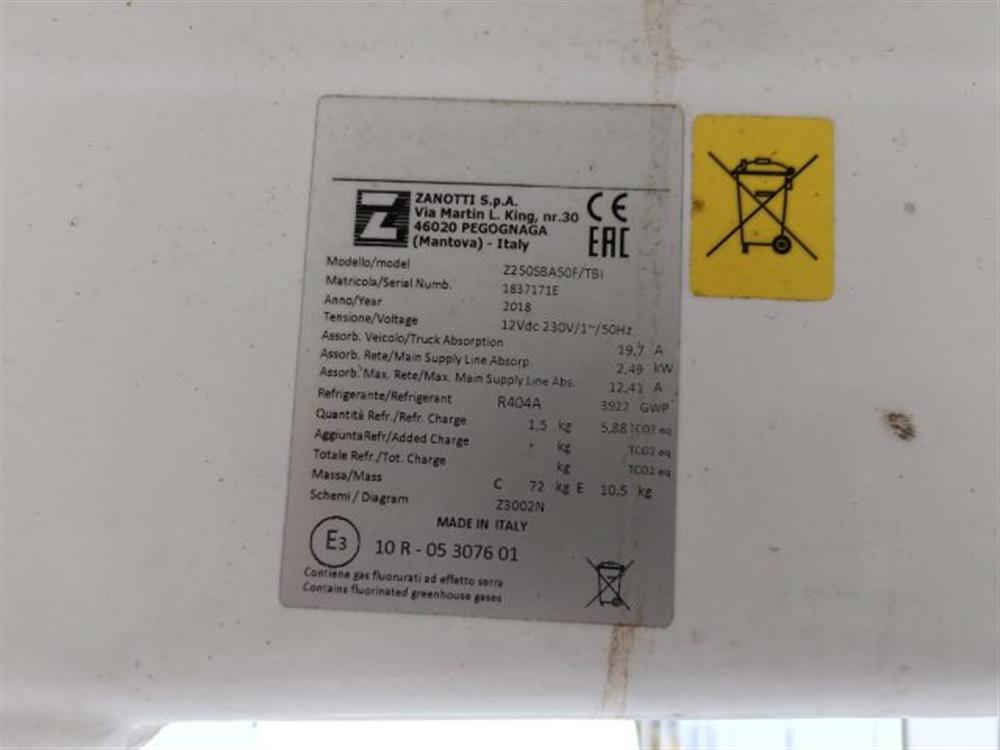 Z
ZANOTTI S.p.A.
Via Martin L. King, nr.30
46020 PEGOGNAGA
(Mantova) - Italy
CE
EAC
Modello/model Z250SBA50F/TBI
Matricola/Serial Numb. 1837171E
Anno/Year 2018
Tensione/Voltage 12Vdc 230V/1~/50Hz
Assorb. Veicolo/Truck Absorption 19,7 A
Assorb. Rete/Main Supply Line Absorp. 2,49 kW
Assorb. Max. Rete/Max. Main Supply Line Abs. 12,41 A
Refrigerante/Refrigerant R404A 3922 GWP
Quantità Refr./Refr. Charge 1,5 kg 5,88 TCO2 eq
AggiuntaRefr/Added Charge - kg TCO2 eq
Totale Refr./Tot. Charge kg TCO2 eq
Massa/Mass C 72 kg E 10,5 kg
Schemi / Diagram Z3002N
MADE IN ITALY
E3 10 R - 05 3076 01
Contiene gas fluorurati ad effetto serra
Contains fluorinated greenhouse gases